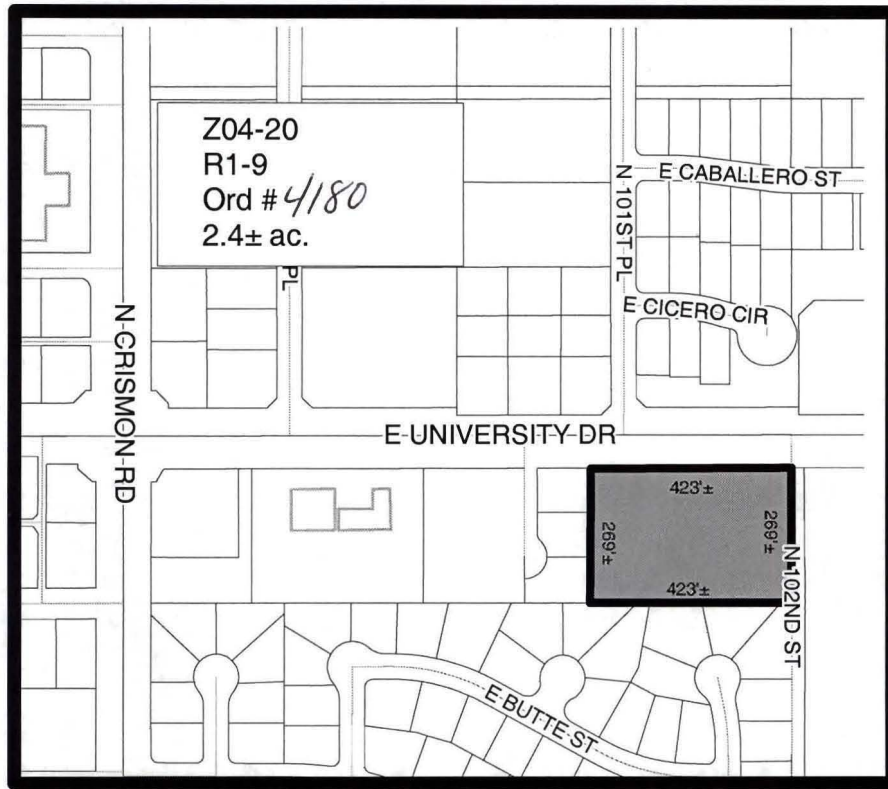 Z04-20
R1-9
Ord # 4180
2.4± ac.
PL
N 101ST PL
E CABALLERO ST
E CICERO CIR
N CRISMON RD
E UNIVERSITY DR
423'±
269'±
269'±
423'±
N 102ND ST
E BUTTE ST